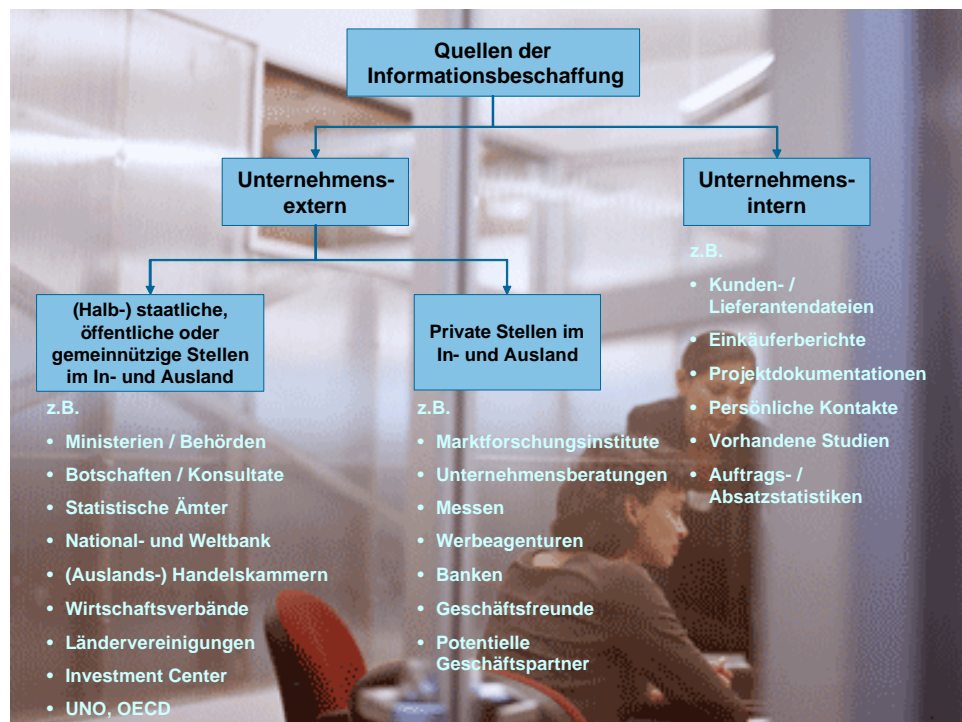 Quellen der
Informationsbeschaffung
Unternehmens-
extern
Unternehmens-
intern
(Halb-) staatliche,
öffentliche oder
gemeinnützige Stellen
im In- und Ausland
Private Stellen im
In- und Ausland
z.B.
• Ministerien / Behörden
• Botschaften / Konsultate
• Statistische Ämter
• National- und Weltbank
• (Auslands-) Handelskammern
• Wirtschaftsverbände
• Ländervereinigungen
• Investment Center
• UNO, OECD
z.B.
• Marktforschungsinstitute
• Unternehmensberatungen
• Messen
• Werbeagenturen
• Banken
• Geschäftsfreunde
• Potentielle
Geschäftspartner
z.B.
• Kunden- /
Lieferantendateien
• Einkäuferberichte
• Projektdokumentationen
• Persönliche Kontakte
• Vorhandene Studien
• Auftrags- /
Absatzstatistiken